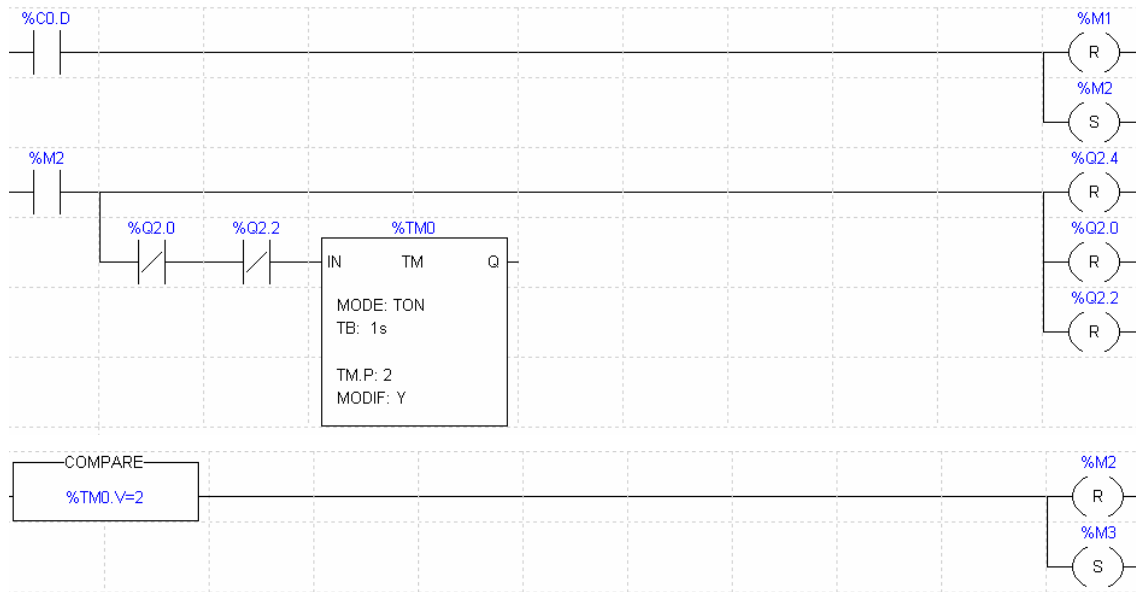 %C0.D %M1
R
%M2
S
%M2 %Q2.4
R
%Q2.0 %Q2.2 %TM0 %Q2.0
IN TM Q R
MODE: TON %Q2.2
TB: 1s R
TM.P: 2
MODIF: Y
COMPARE %M2
%TM0.V=2 R
%M3
S